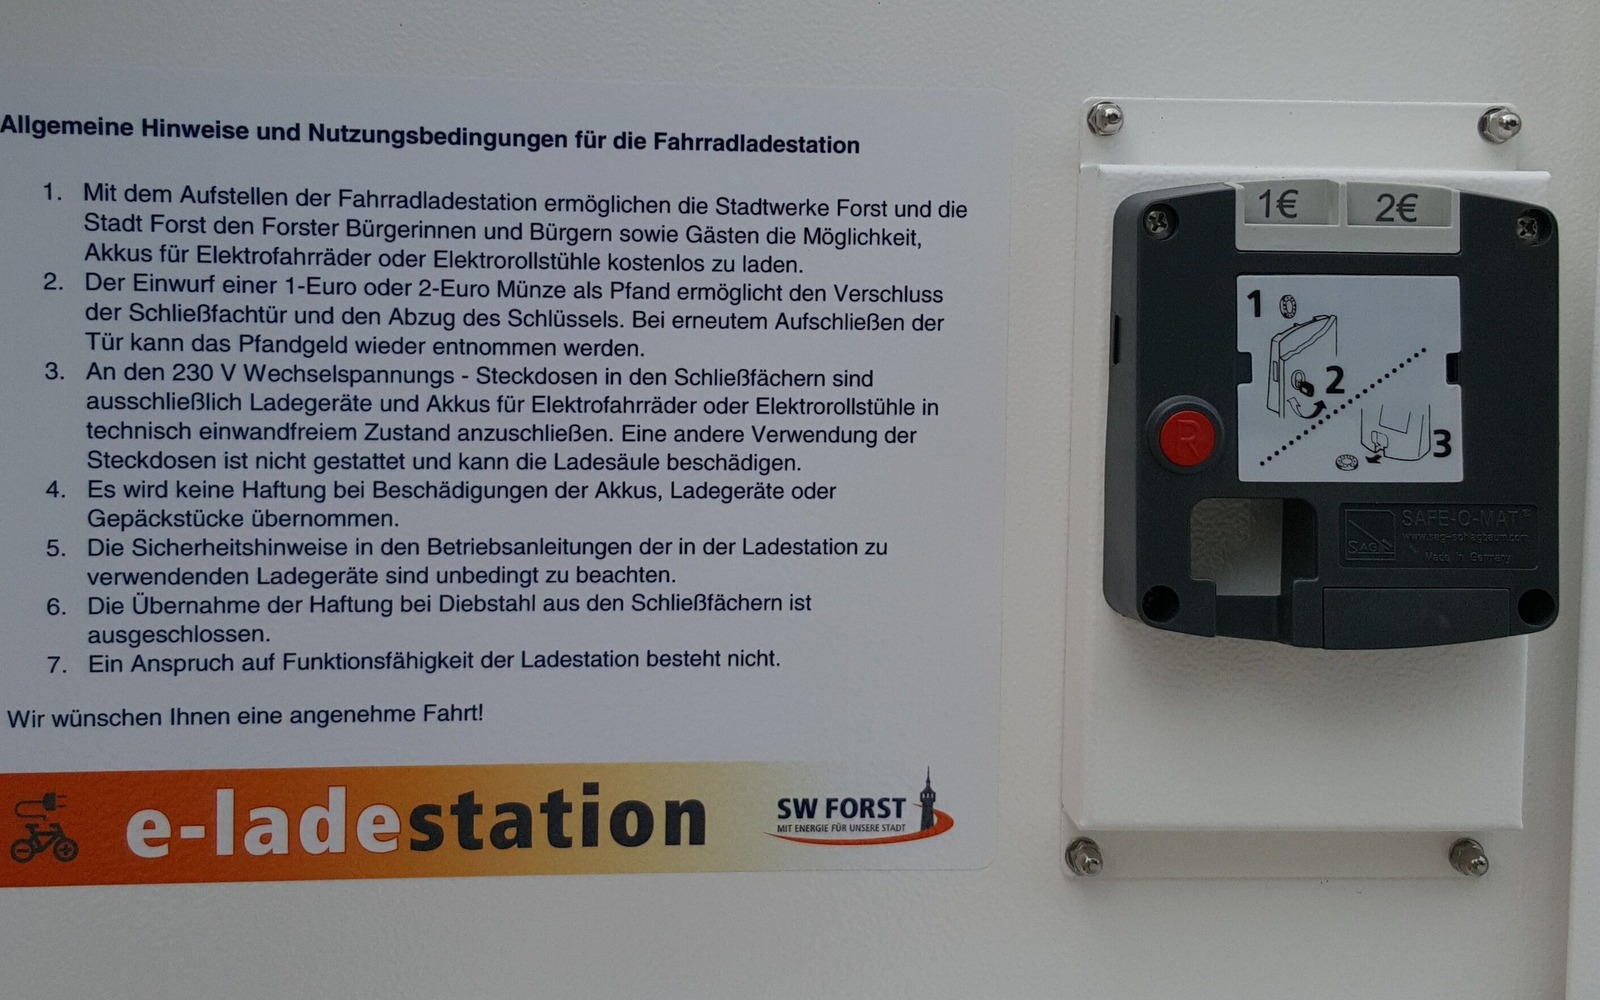 Allgemeine Hinweise und Nutzungsbedingungen für die Fahrradladestation
1. Mit dem Aufstellen der Fahrradladestation ermöglichen die Stadtwerke Forst und die
Stadt Forst den Forster Bürgerinnen und Bürgern sowie Gästen die Möglichkeit,
Akkus für Elektrofahrräder oder Elektrorollstühle kostenlos zu laden.
2. Der Einwurf einer 1-Euro oder 2-Euro Münze als Pfand ermöglicht den Verschluss
der Schließfachtür und den Abzug des Schlüssels. Bei erneutem Aufschließen der
Tür kann das Pfandgeld wieder entnommen werden.
3. An den 230 V Wechselspannungs - Steckdosen in den Schließfächern sind
ausschließlich Ladegeräte und Akkus für Elektrofahrräder oder Elektrorollstühle in
technisch einwandfreiem Zustand anzuschließen. Eine andere Verwendung der
Steckdosen ist nicht gestattet und kann die Ladesäule beschädigen.
4. Es wird keine Haftung bei Beschädigungen der Akkus, Ladegeräte oder
Gepäckstücke übernommen.
5. Die Sicherheitshinweise in den Betriebsanleitungen der in der Ladestation zu
verwendenden Ladegeräte sind unbedingt zu beachten.
6. Die Übernahme der Haftung bei Diebstahl aus den Schließfächern ist
ausgeschlossen.
7. Ein Anspruch auf Funktionsfähigkeit der Ladestation besteht nicht.
Wir wünschen Ihnen eine angenehme Fahrt!
e-ladestation
SW FORST
MIT ENERGIE FÜR UNSERE STADT
1€ 2€
1
2
3
R
SAG
SAFE-O-MAT®
www.sag-schlagbaum.com
Made in Germany